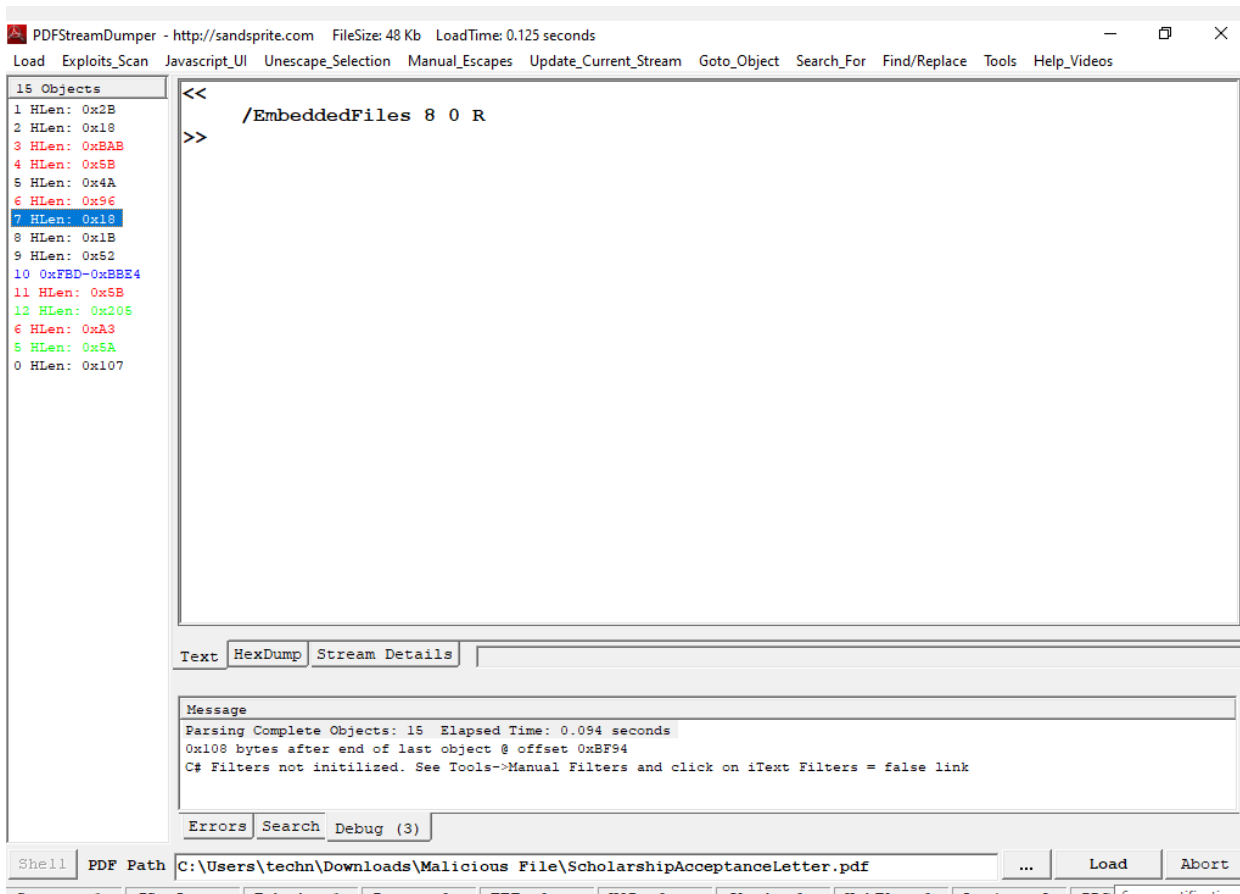 PDFStreamDumper - http://sandsprite.com FileSize: 48 Kb LoadTime: 0.125 seconds
Load Exploits_Scan Javascript_UI Unescape_Selection Manual_Escapes Update_Current_Stream Goto_Object Search_For Find/Replace Tools Help_Videos
15 Objects
1 HLen: 0x2B
2 HLen: 0x18
3 HLen: 0xBAB
4 HLen: 0x5B
5 HLen: 0x4A
6 HLen: 0x96
7 HLen: 0x18
8 HLen: 0x1B
9 HLen: 0x52
10 0xFBD-0xBBE4
11 HLen: 0x5B
12 HLen: 0x205
6 HLen: 0xA3
5 HLen: 0x5A
0 HLen: 0x107
<<
/EmbeddedFiles 8 0 R
>>
Text HexDump Stream Details
Message
Parsing Complete Objects: 15 Elapsed Time: 0.094 seconds
0x108 bytes after end of last object @ offset 0xBF94
C# Filters not initilized. See Tools->Manual Filters and click on iText Filters = false link
Errors Search Debug (3)
Shell PDF Path C:\Users\techn\Downloads\Malicious File\ScholarshipAcceptanceLetter.pdf ... Load Abort